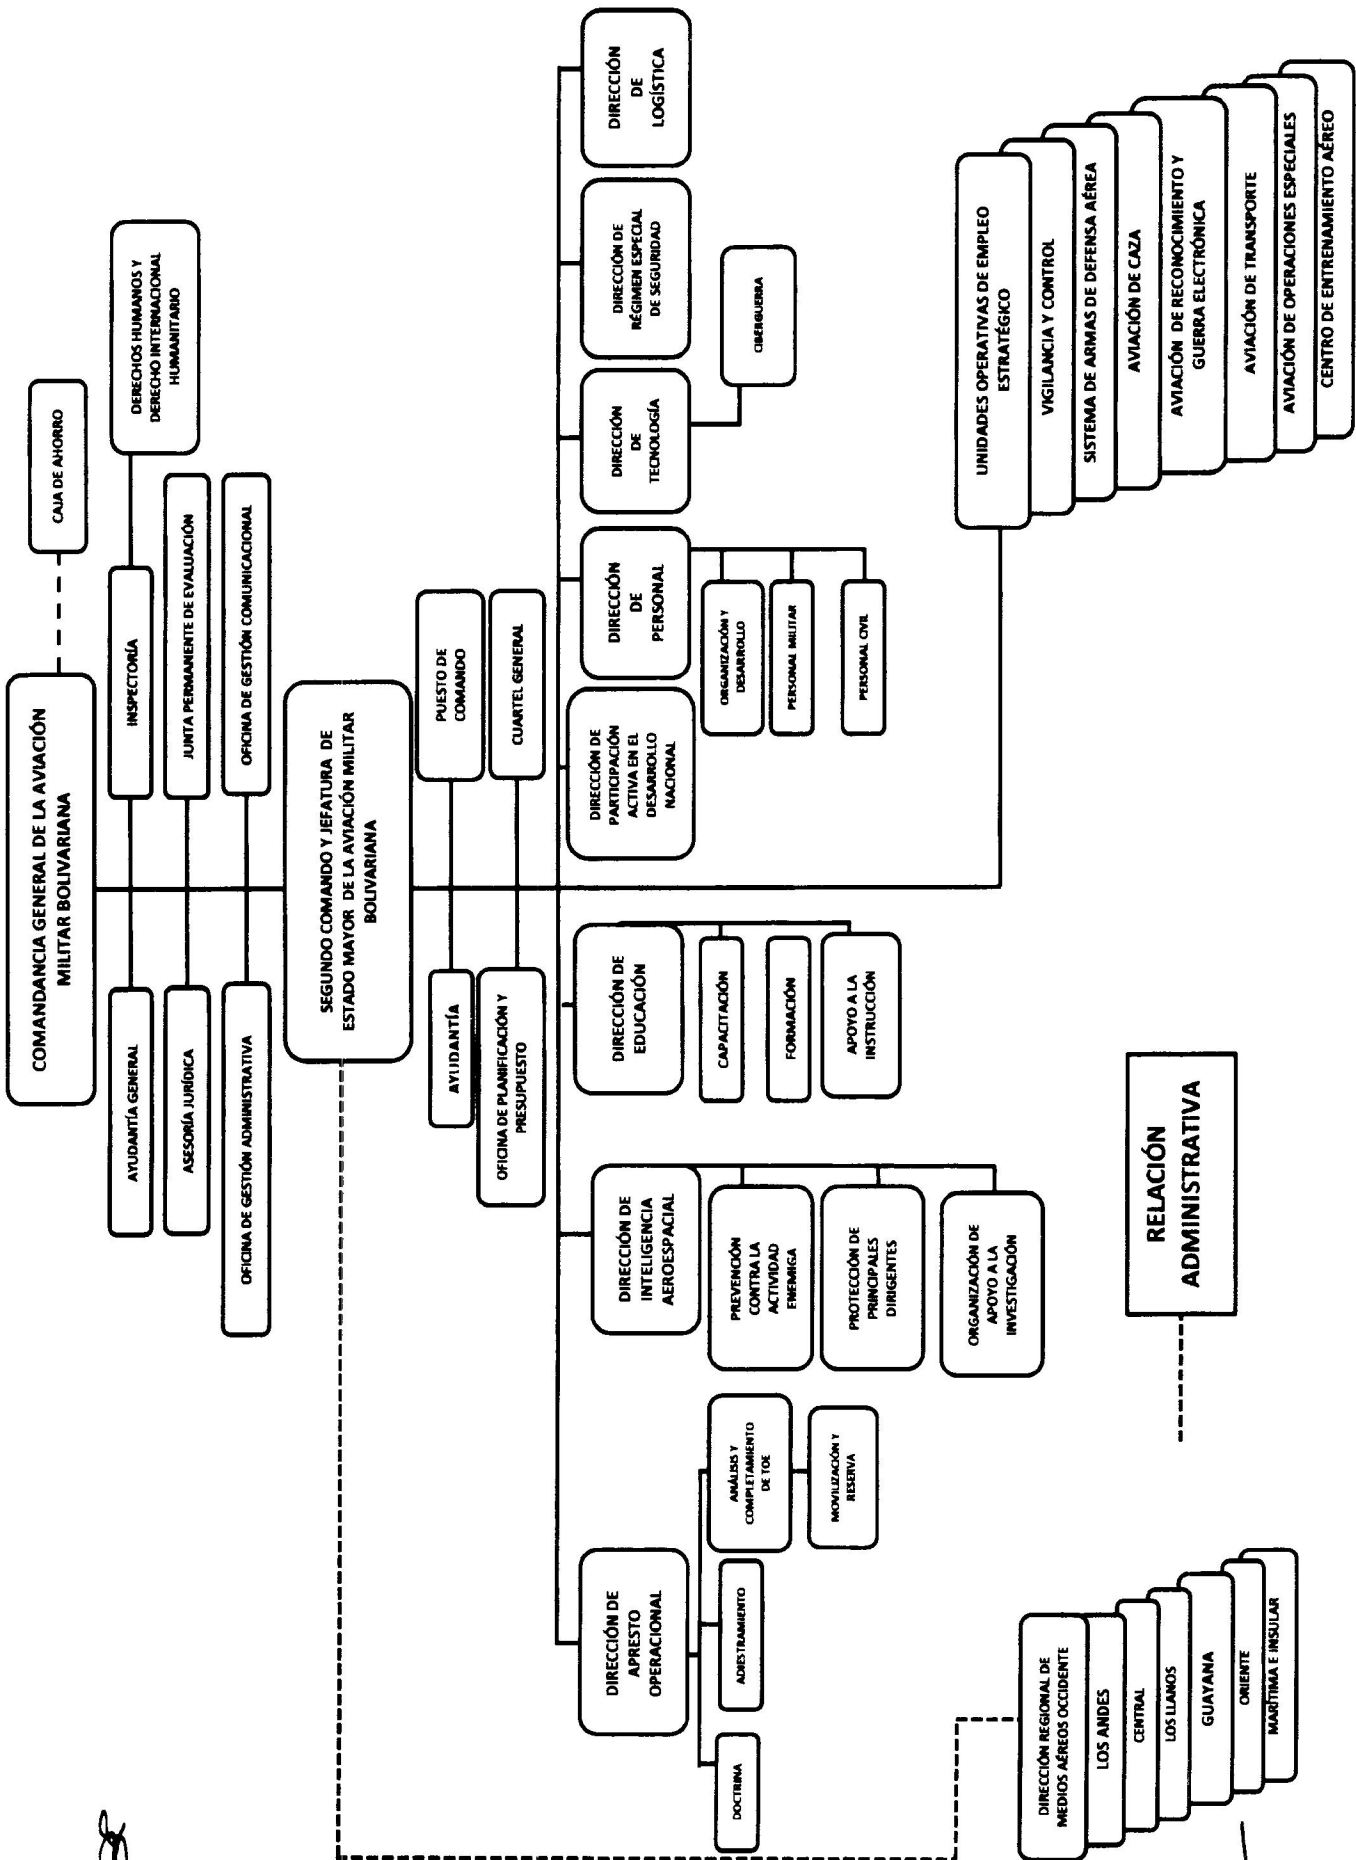 COMANDANCIA GENERAL DE LA AVIACIÓN
MILITAR BOLIVARIANA
CAJA DE AHORRO
AYUDANTÍA GENERAL
INSPECTORÍA
DERECHOS HUMANOS Y
DERECHO INTERNACIONAL
HUMANITARIO
ASESORÍA JURÍDICA
JUNTA PERMANENTE DE EVALUACIÓN
OFICINA DE GESTIÓN ADMINISTRATIVA
OFICINA DE GESTIÓN COMUNICACIONAL
SEGUNDO COMANDO Y JEFATURA DE
ESTADO MAYOR DE LA AVIACIÓN MILITAR
BOLIVARIANA
AYUDANTÍA
PUESTO DE
COMANDO
OFICINA DE PLANIFICACIÓN Y
PRESUPUESTO
CUARTEL GENERAL
DIRECCIÓN DE
APRESTO
OPERACIONAL
DOCTRINA
ADIESTRAMIENTO
ANÁLISIS Y
COMPLETAMIENTO
DE TOE
MOVILIZACIÓN Y
RESERVA
DIRECCIÓN DE
INTELIGENCIA
AEROESPACIAL
PREVENCIÓN
CONTRA LA
ACTIVIDAD
ENEMIGA
PROTECCIÓN DE
PRINCIPALES
DIRIGENTES
ORGANIZACIÓN DE
APOYO A LA
INVESTIGACIÓN
DIRECCIÓN DE
EDUCACIÓN
CAPACITACIÓN
FORMACIÓN
APOYO A LA
INSTRUCCIÓN
DIRECCIÓN DE
PARTICIPACIÓN
ACTIVA EN EL
DESARROLLO
NACIONAL
DIRECCIÓN
DE
PERSONAL
ORGANIZACIÓN Y
DESARROLLO
PERSONAL MILITAR
PERSONAL CIVIL
DIRECCIÓN
DE
TECNOLOGÍA
CIBERGUERRA
DIRECCIÓN DE
RÉGIMEN ESPECIAL
DE SEGURIDAD
DIRECCIÓN
DE
LOGÍSTICA
DIRECCIÓN REGIONAL DE
MEDIOS AÉREOS OCCIDENTE
LOS ANDES
CENTRAL
LOS LLANOS
GUAYANA
ORIENTE
MARÍTIMA E INSULAR
RELACIÓN
ADMINISTRATIVA
UNIDADES OPERATIVAS DE EMPLEO
ESTRATÉGICO
VIGILANCIA Y CONTROL
SISTEMA DE ARMAS DE DEFENSA AÉREA
AVIACIÓN DE CAZA
AVIACIÓN DE RECONOCIMIENTO Y
GUERRA ELECTRÓNICA
AVIACIÓN DE TRANSPORTE
AVIACIÓN DE OPERACIONES ESPECIALES
CENTRO DE ENTRENAMIENTO AÉREO